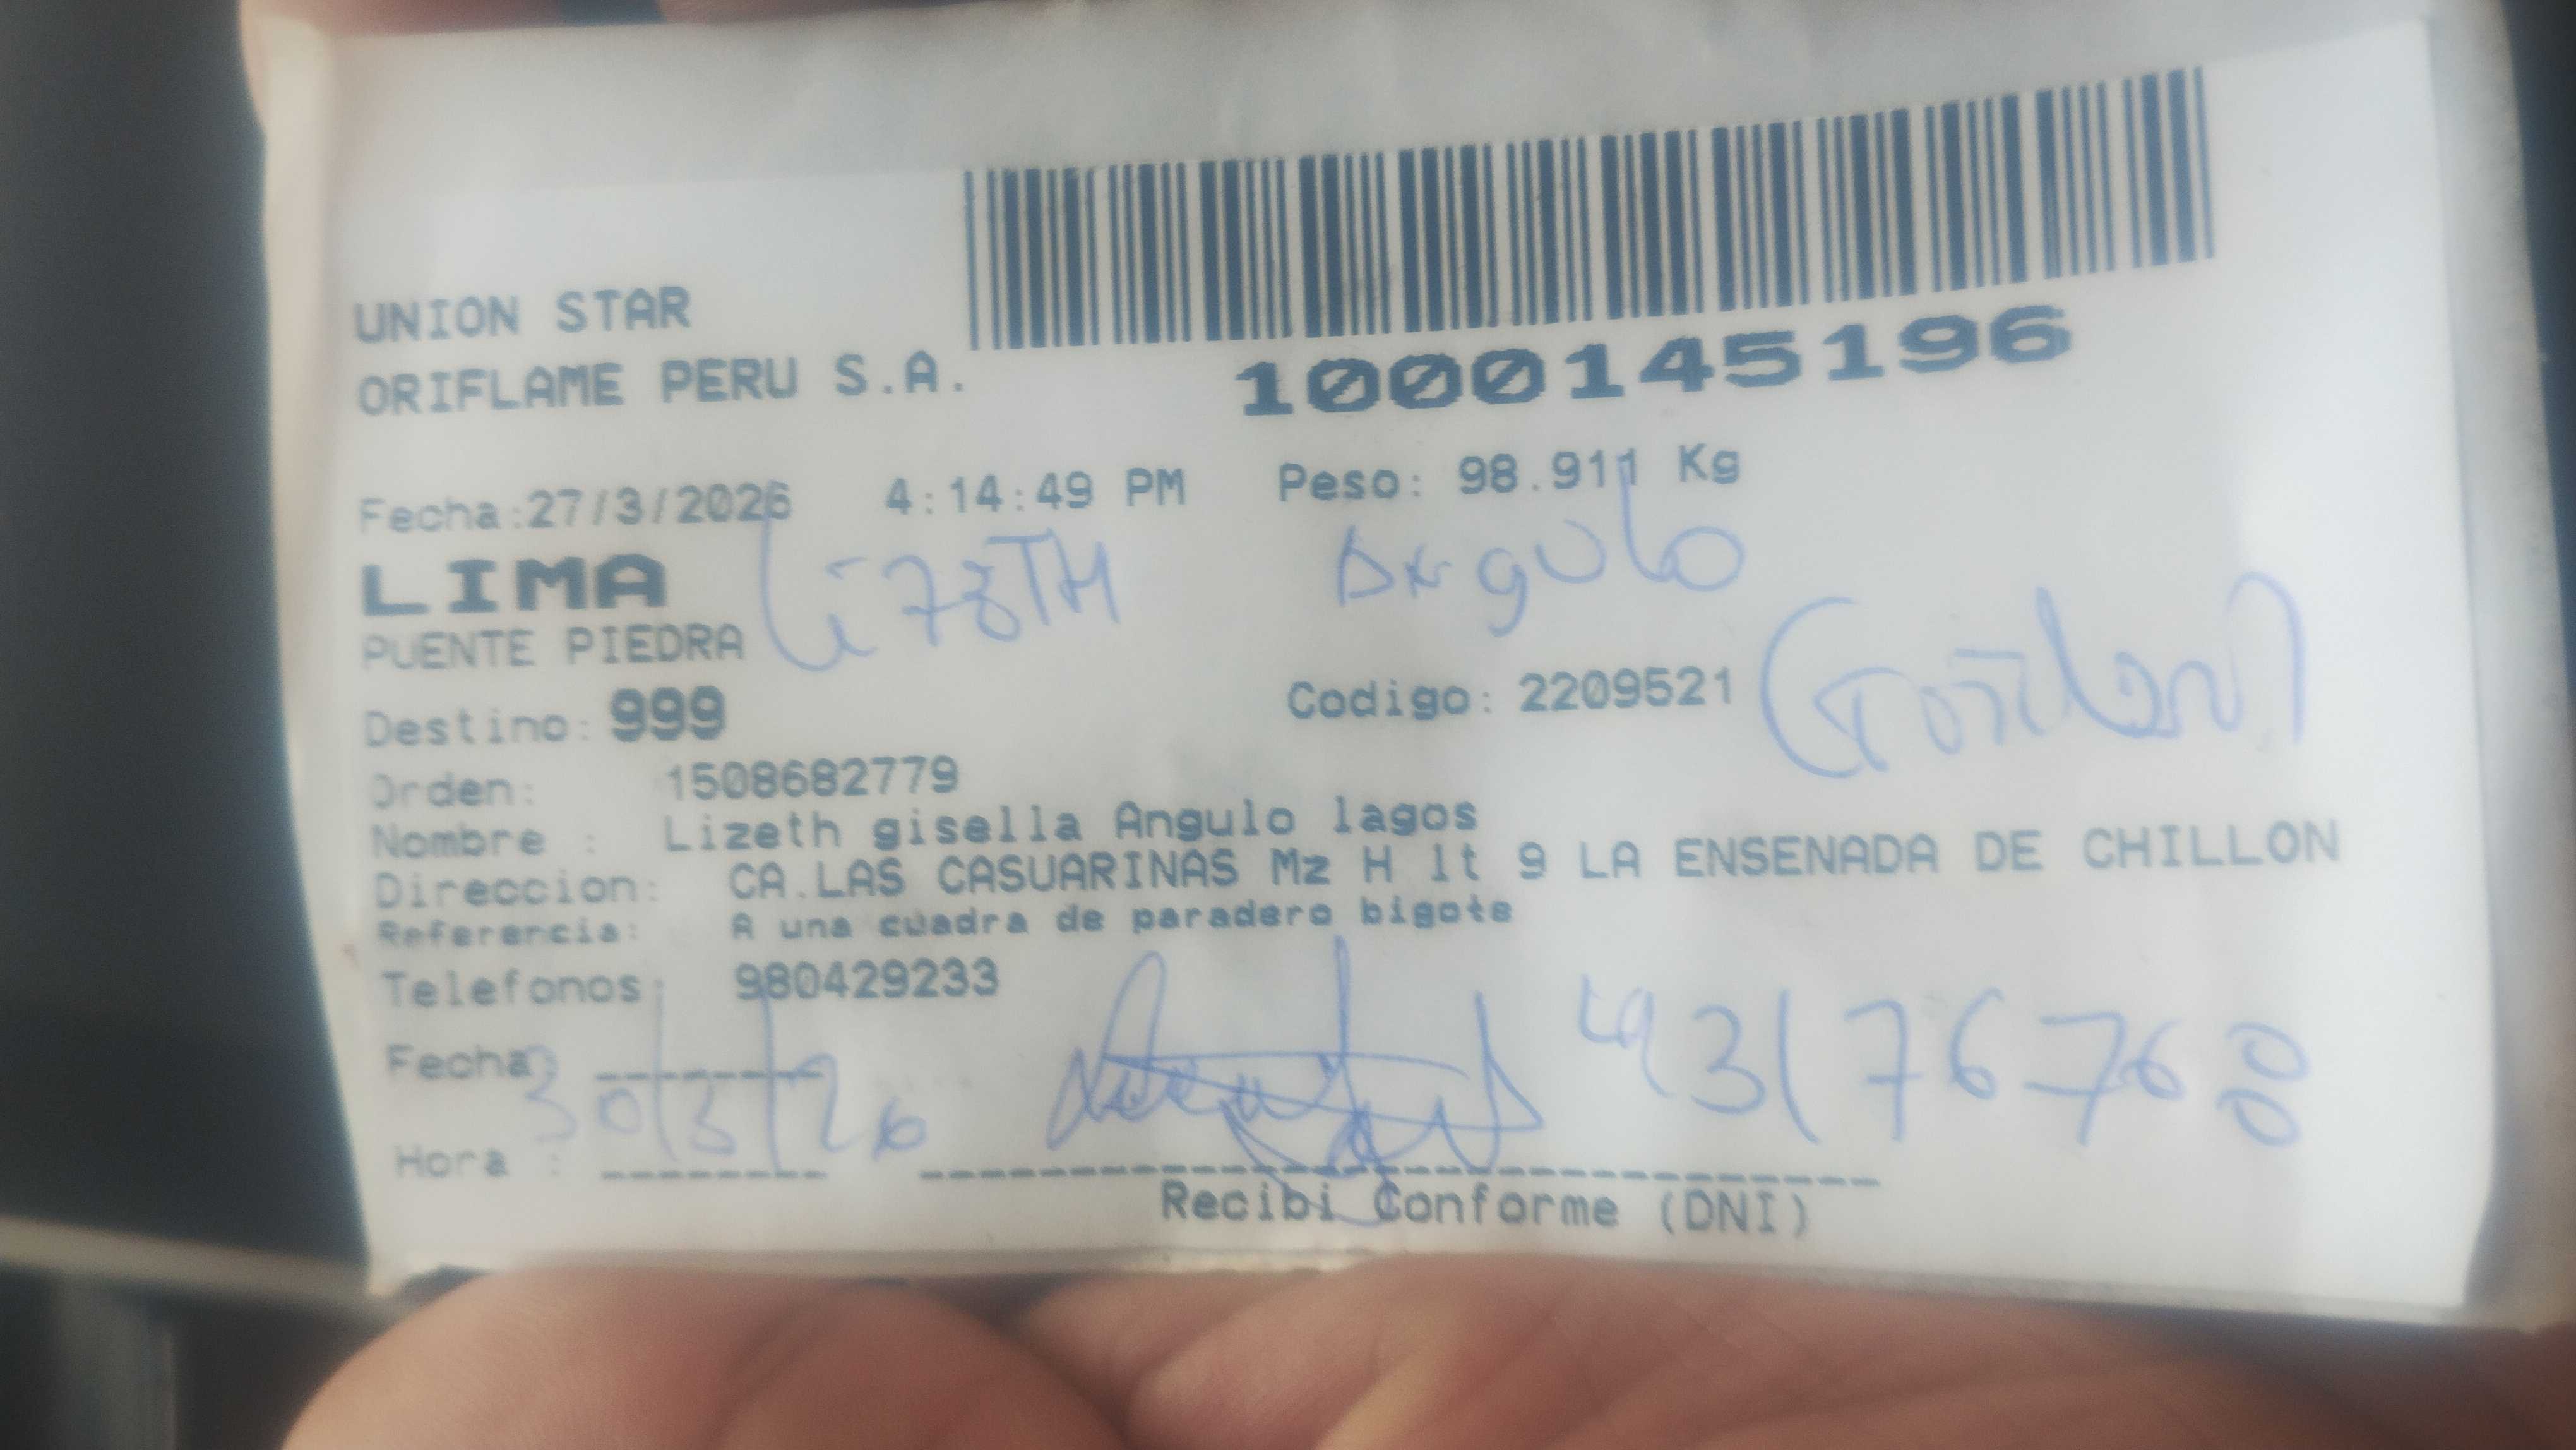 UNION STAR
ORIFLAME PERU S.A.
1000145196
Fecha:27/3/2026 4:14:49 PM Peso: 98.911 Kg
LIMA
LizETH Angulo
PUENTE PIEDRA
(Titular)
Destino: 999 Codigo: 2209521
Orden: 1508682779
Nombre : Lizeth gisella Angulo lagos
Direccion: CA.LAS CASUARINAS Mz H lt 9 LA ENSENADA DE CHILLON
Referencia: A una cuadra de paradero bigote
Telefonos: 980429233
Fecha
30/3/26
Hora :
Recibi Conforme (DNI)